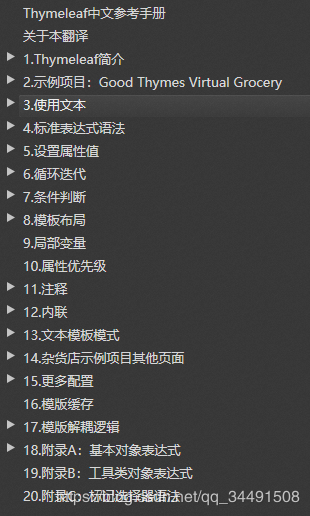 Thymeleaf中文参考手册
关于本翻译
1.Thymeleaf简介
2.示例项目：Good Thymes Virtual Grocery
3.使用文本
4.标准表达式语法
5.设置属性值
6.循环迭代
7.条件判断
8.模板布局
9.局部变量
10.属性优先级
11.注释
12.内联
13.文本模板模式
14.杂货店示例项目其他页面
15.更多配置
16.模版缓存
17.模版解耦逻辑
18.附录A：基本对象表达式
19.附录B：工具类对象表达式
20.附录C：标记选择器语法
net/qq_34491508